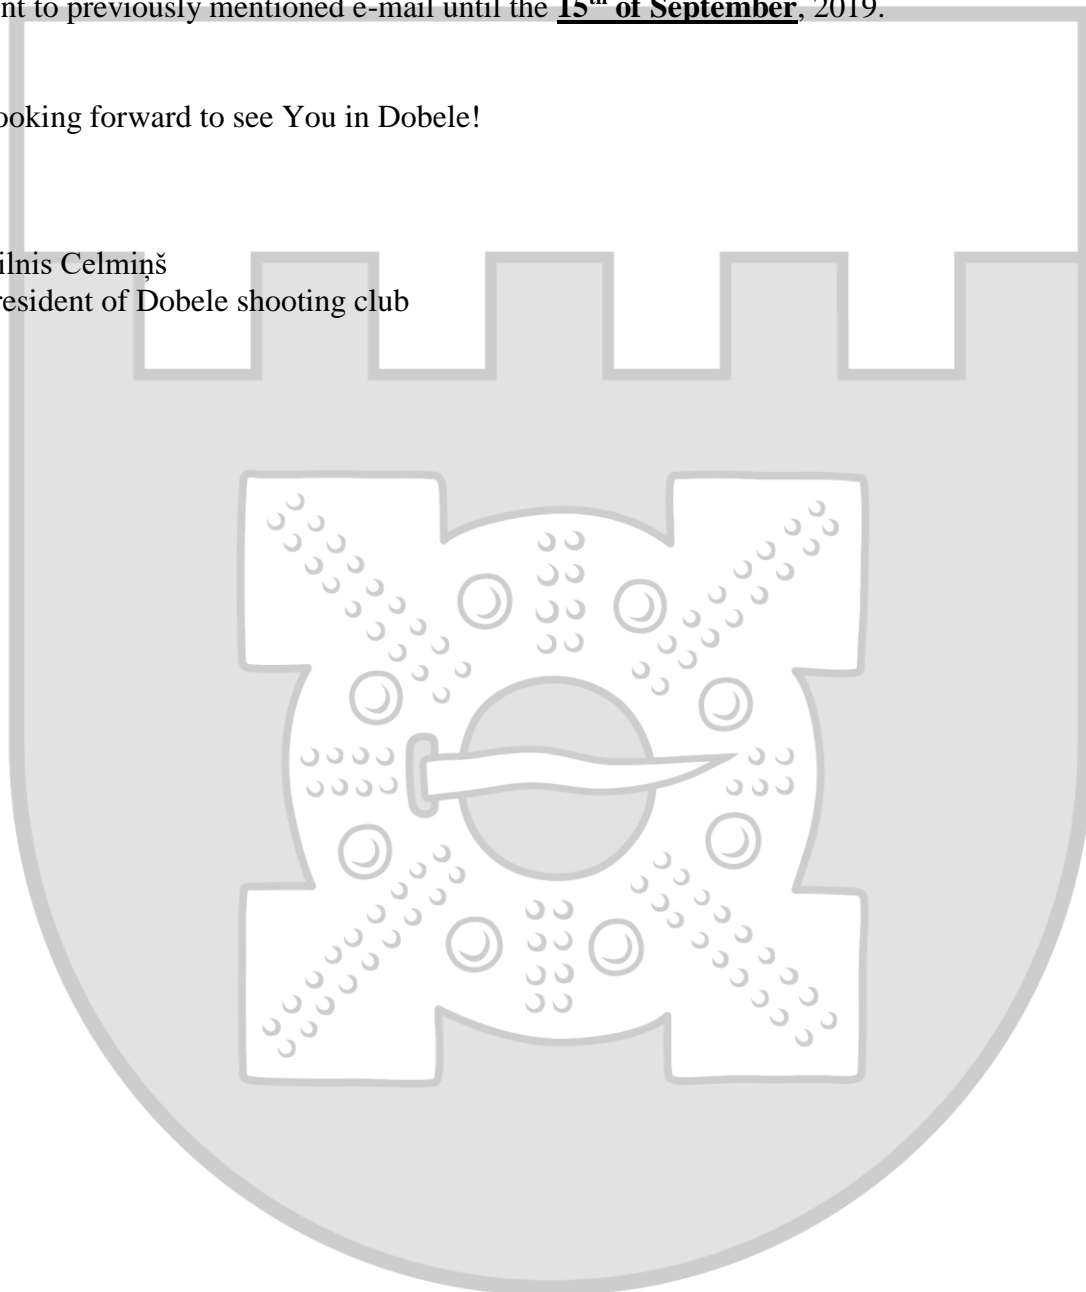 nt to previously mentioned e-mail until the 15th of September, 2019.
ooking forward to see You in Dobele!
ilnis Celmiņš
resident of Dobele shooting club